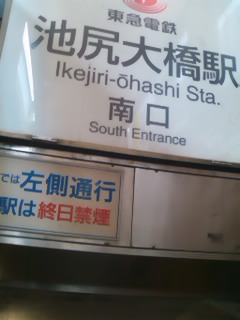 東急電鉄
池尻大橋駅
Ikejiri-ōhashi Sta.
南口
South Entrance
では左側通行
駅は終日禁煙